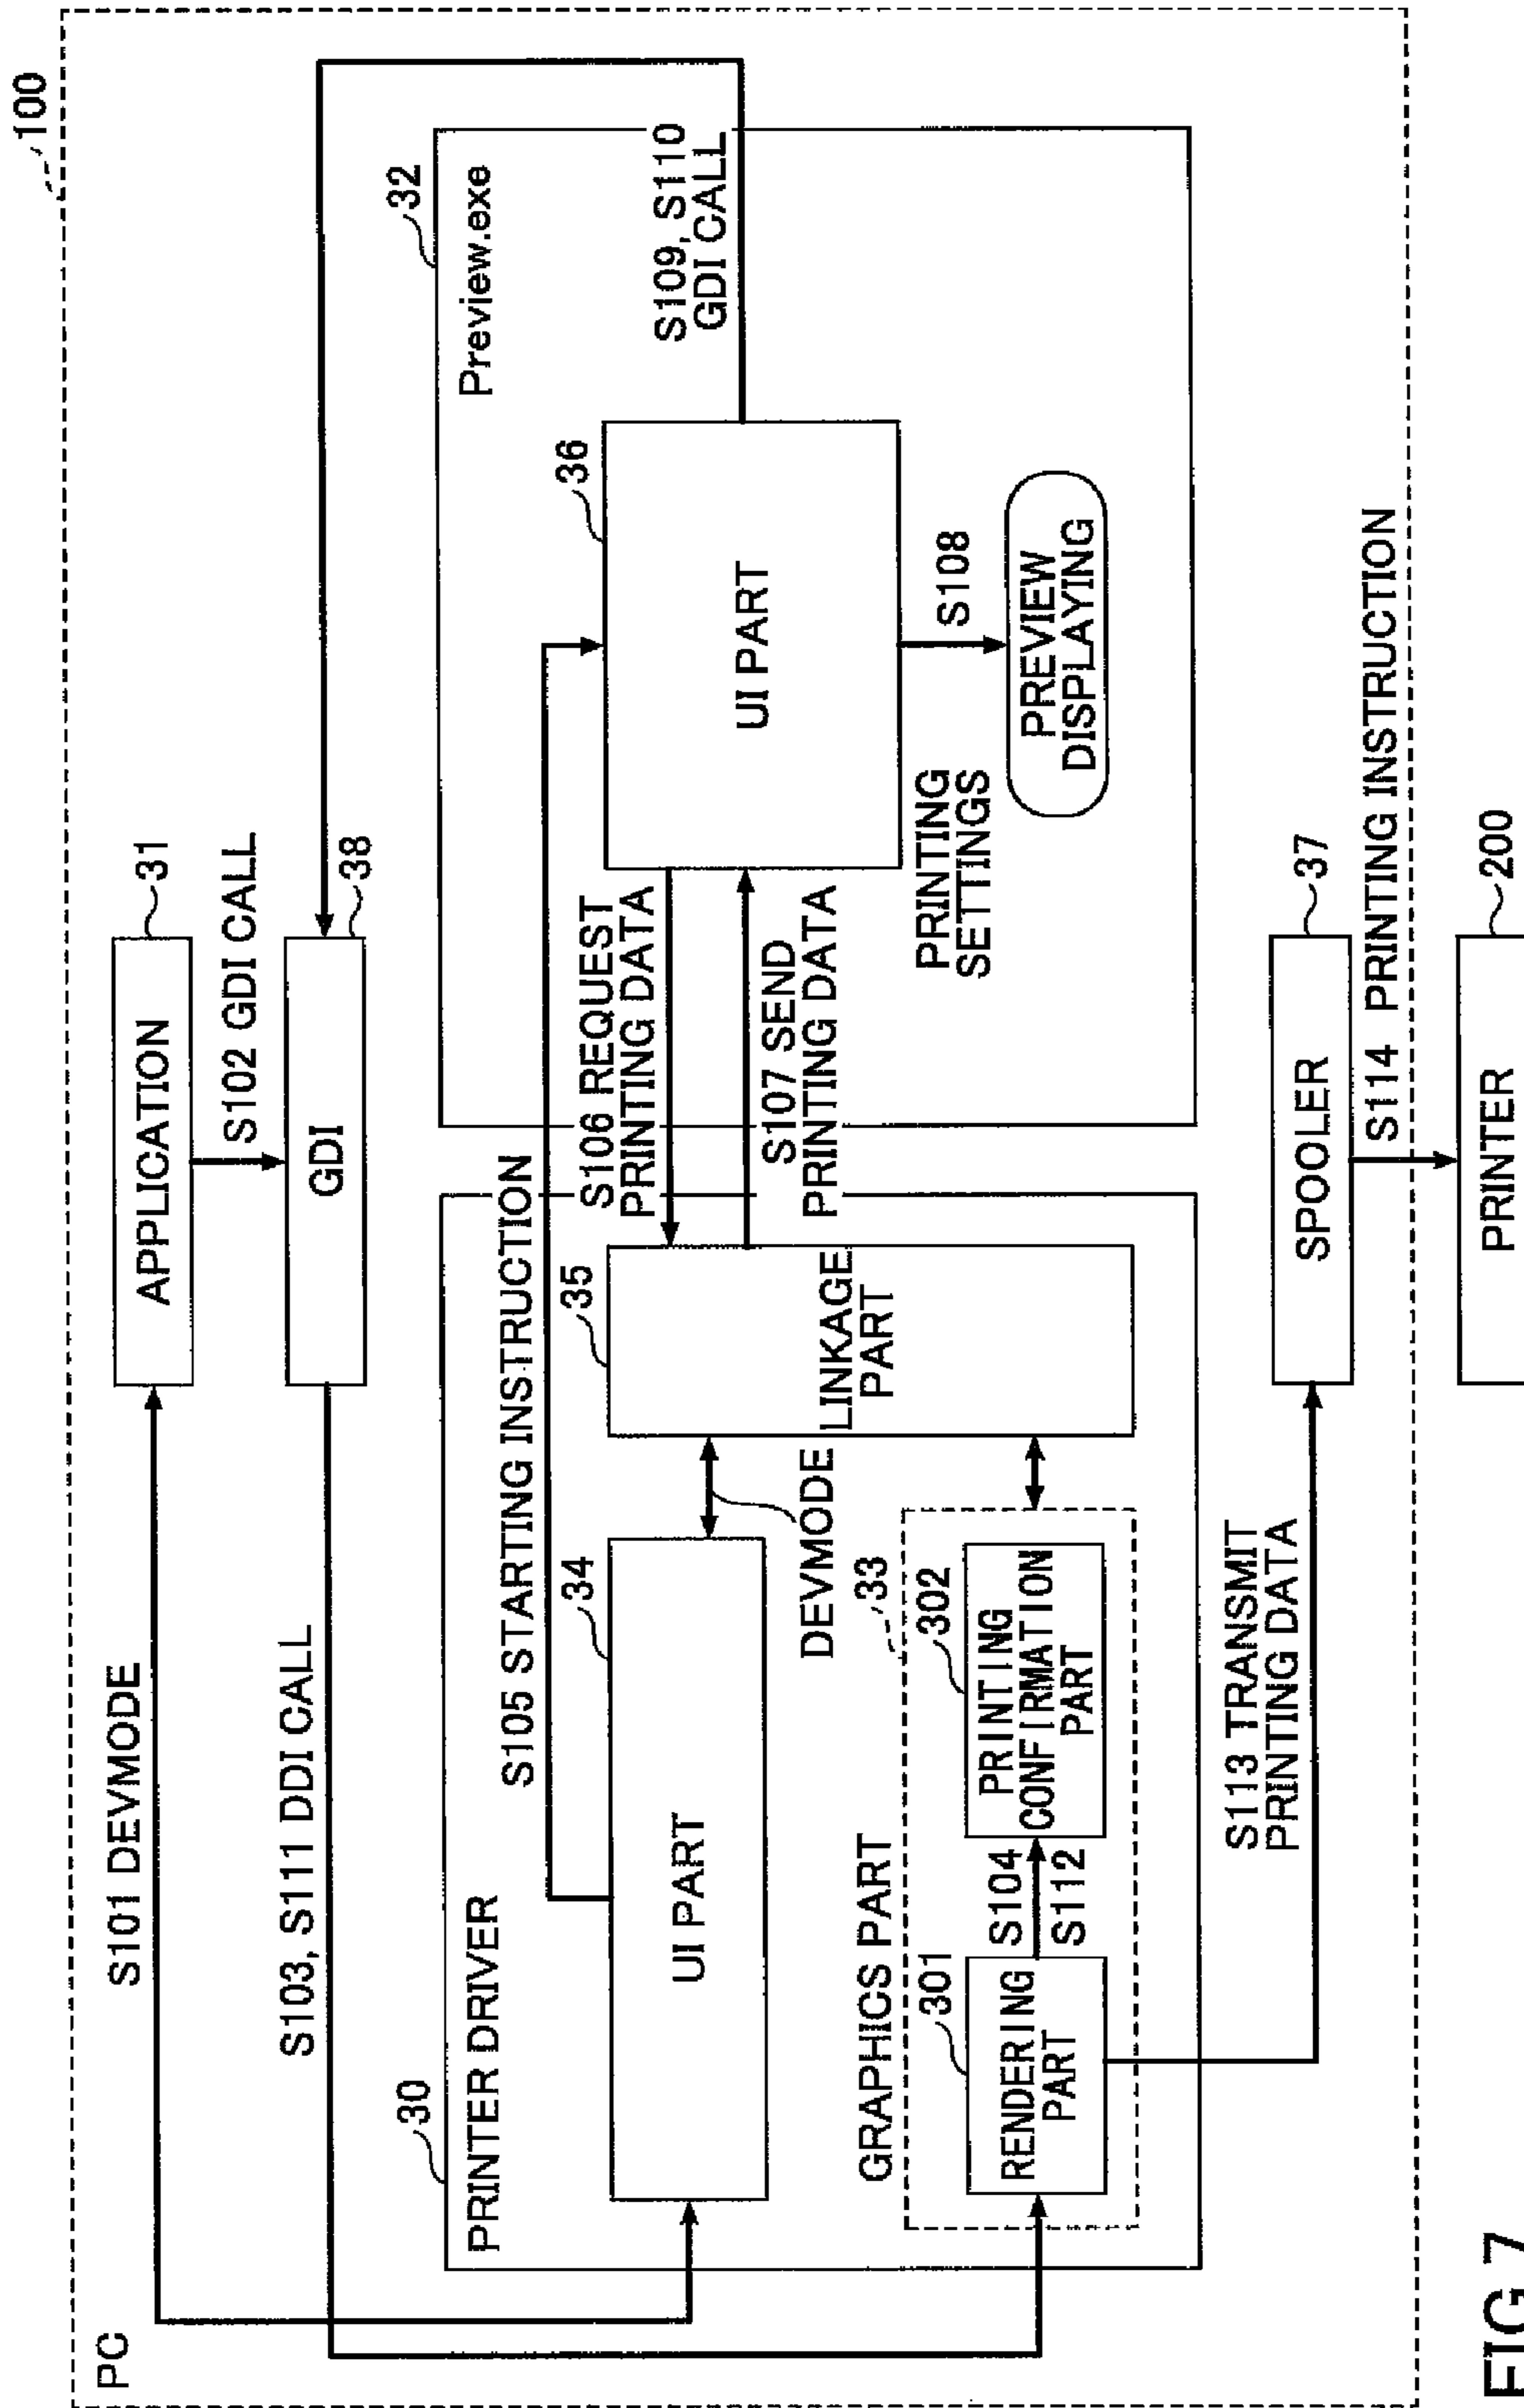 PC
100
APPLICATION
31
S101 DEVMODE
S102 GDI CALL
GDI
38
S103, S111 DDI CALL
30
PRINTER DRIVER
S105 STARTING INSTRUCTION
34
UI PART
35
LINKAGE
PART
DEVMODE
GRAPHICS PART
33
301
RENDERING
PART
S104
S112
302
PRINTING
CONFIRMATION
PART
S106 REQUEST
PRINTING DATA
S107 SEND
PRINTING DATA
32
Preview.exe
36
UI PART
S109, S110
GDI CALL
PRINTING
SETTINGS
S108
PREVIEW
DISPLAYING
S113 TRANSMIT
PRINTING DATA
SPOOLER
37
S114 PRINTING INSTRUCTION
PRINTER
200
FIG.7